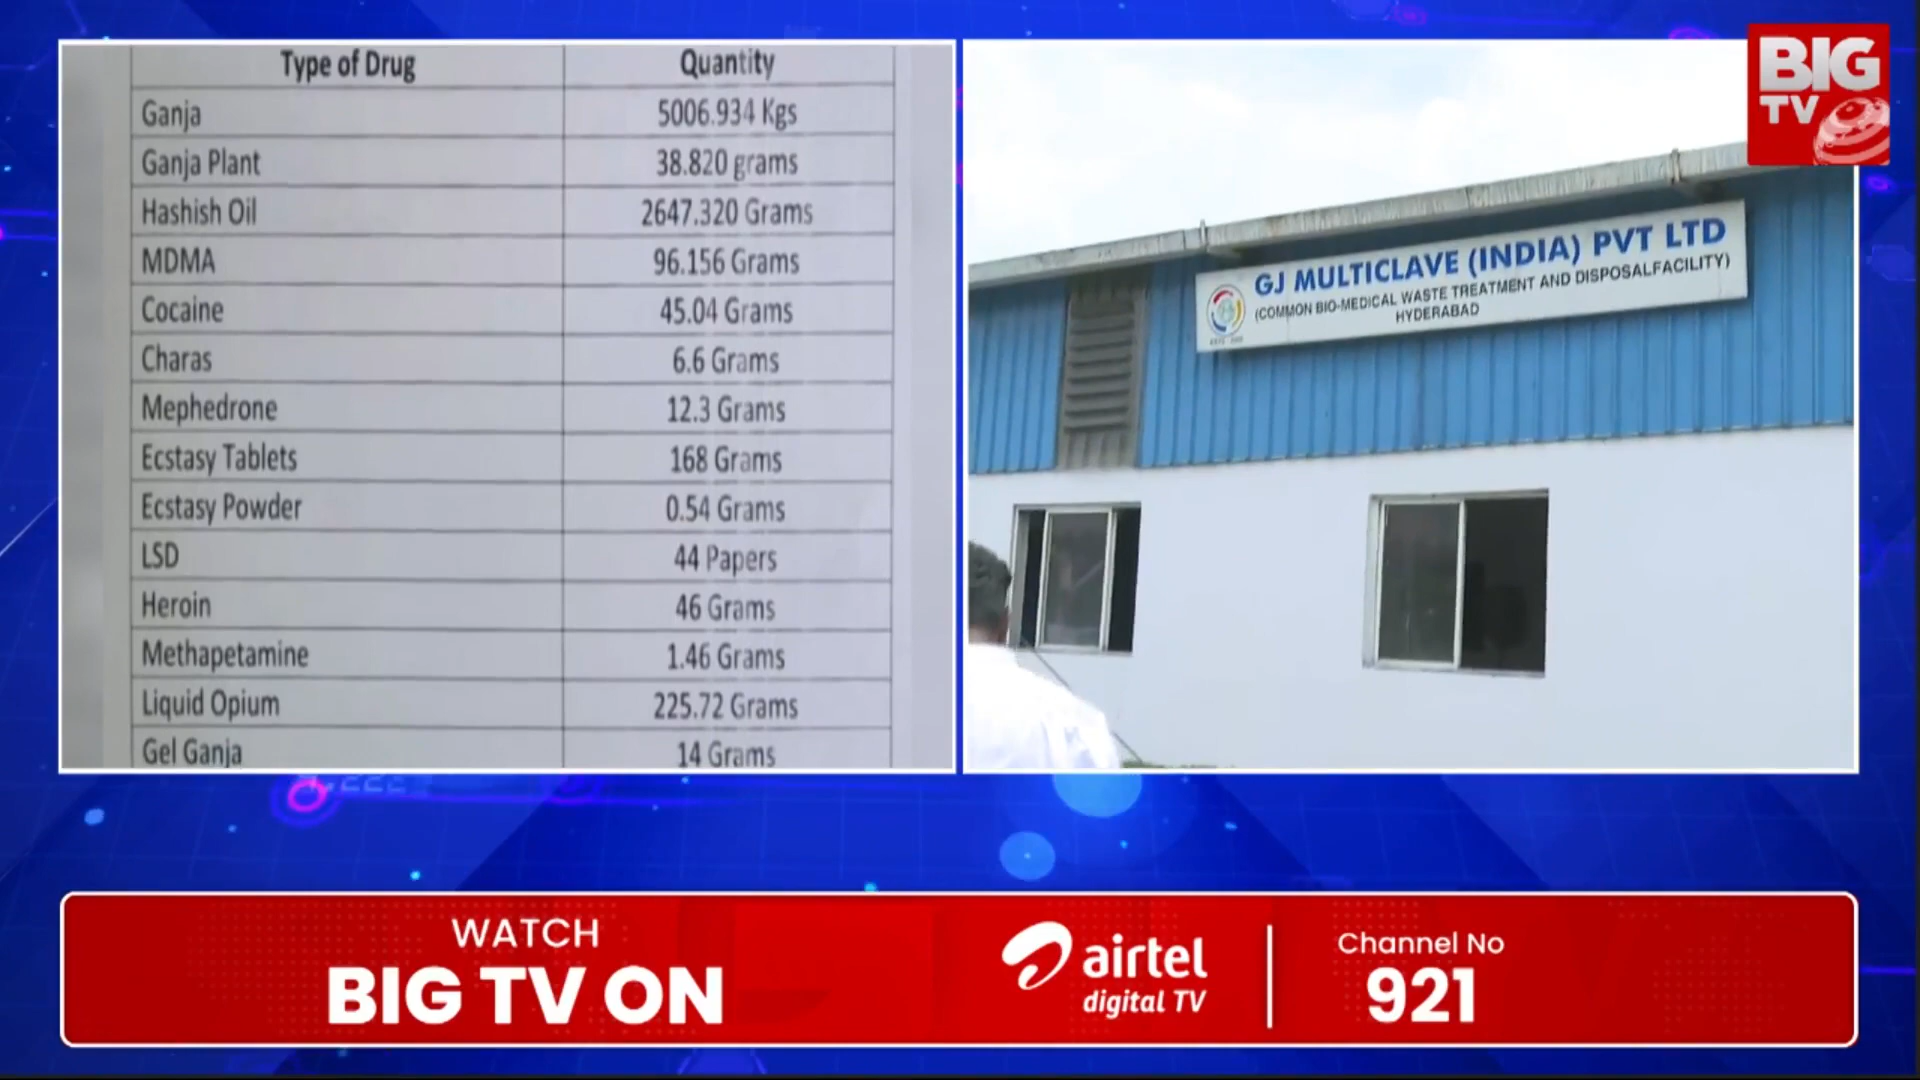 Type of Drug Quantity
Ganja 5006.934 Kgs
Ganja Plant 38.820 grams
Hashish Oil 2647.320 Grams
MDMA 96.156 Grams
Cocaine 45.04 Grams
Charas 6.6 Grams
Mephedrone 12.3 Grams
Ecstasy Tablets 168 Grams
Ecstasy Powder 0.54 Grams
LSD 44 Papers
Heroin 46 Grams
Methapetamine 1.46 Grams
Liquid Opium 225.72 Grams
Gel Ganja 14 Grams
BIG
TV
GJ MULTICLAVE (INDIA) PVT LTD
(COMMON BIO-MEDICAL WASTE TREATMENT AND DISPOSALFACILITY)
HYDERABAD
WATCH
BIG TV ON
airtel
digital TV
Channel No
921